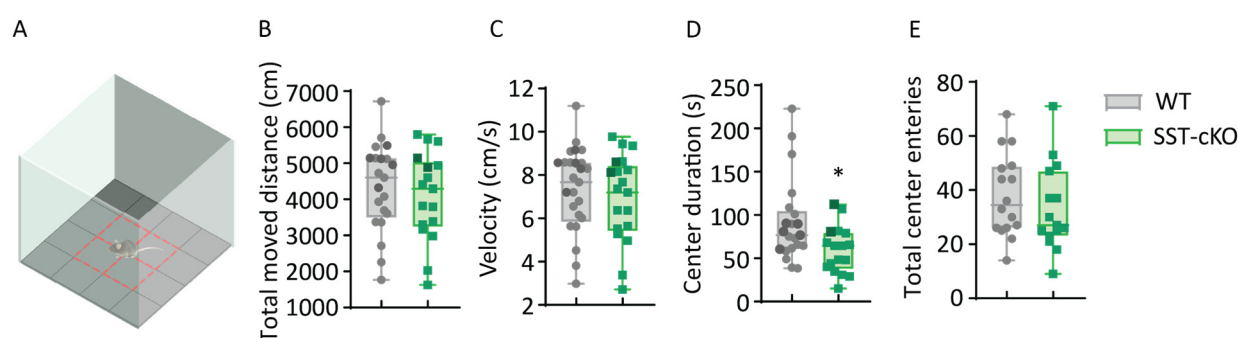 A
B
C
D
E
Total moved distance (cm)
7000
6000
5000
4000
3000
2000
1000
Velocity (cm/s)
12
10
8
6
4
2
Center duration (s)
250
200
150
100
50
0
*
Total center enteries
80
60
40
20
0
WT
SST-cKO